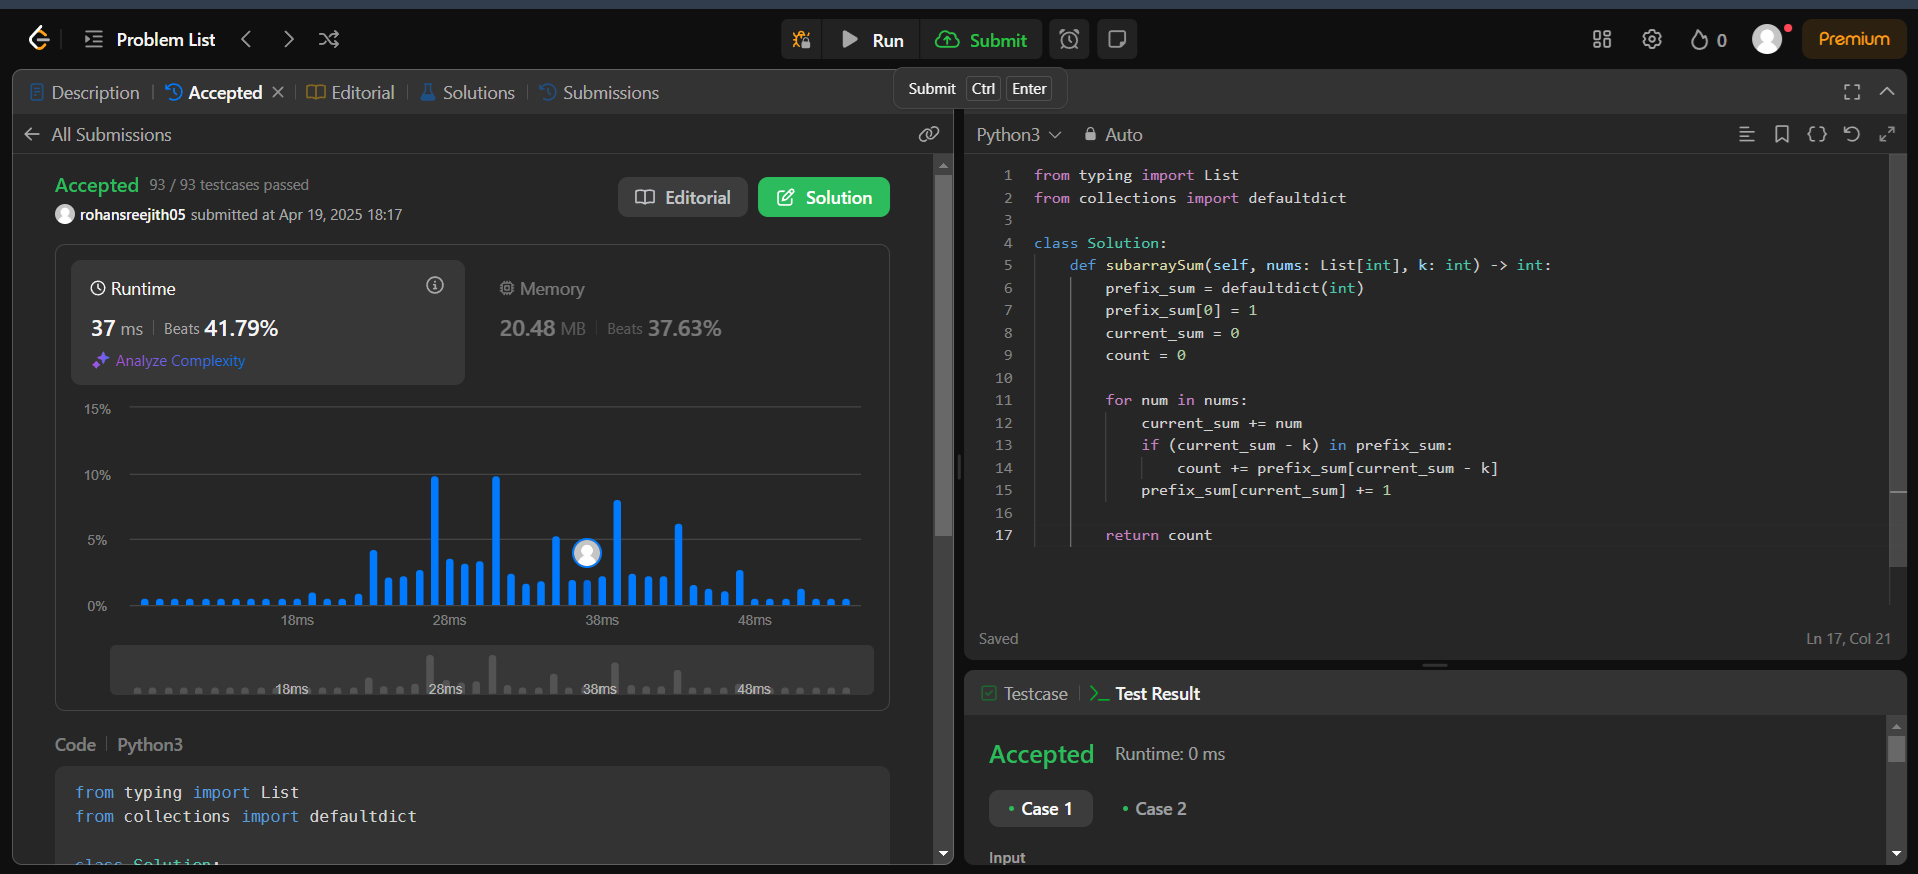 Problem List
Run
Submit
0
Premium
Description
Accepted
Editorial
Solutions
Submissions
Submit Ctrl Enter
All Submissions
Accepted 93 / 93 testcases passed
rohansreejith05 submitted at Apr 19, 2025 18:17
Editorial
Solution
Runtime
37 ms Beats 41.79%
Analyze Complexity
Memory
20.48 MB Beats 37.63%
15%
10%
5%
0%
18ms 28ms 38ms 48ms
18ms 28ms 38ms 48ms
Code Python3
from typing import List
from collections import defaultdict
class Solution:
Python3 Auto
1 from typing import List
2 from collections import defaultdict
3
4 class Solution:
5 def subarraySum(self, nums: List[int], k: int) -> int:
6 prefix_sum = defaultdict(int)
7 prefix_sum[0] = 1
8 current_sum = 0
9 count = 0
10
11 for num in nums:
12 current_sum += num
13 if (current_sum - k) in prefix_sum:
14 count += prefix_sum[current_sum - k]
15 prefix_sum[current_sum] += 1
16
17 return count
Saved
Ln 17, Col 21
Testcase
Test Result
Accepted Runtime: 0 ms
Case 1 Case 2
Input